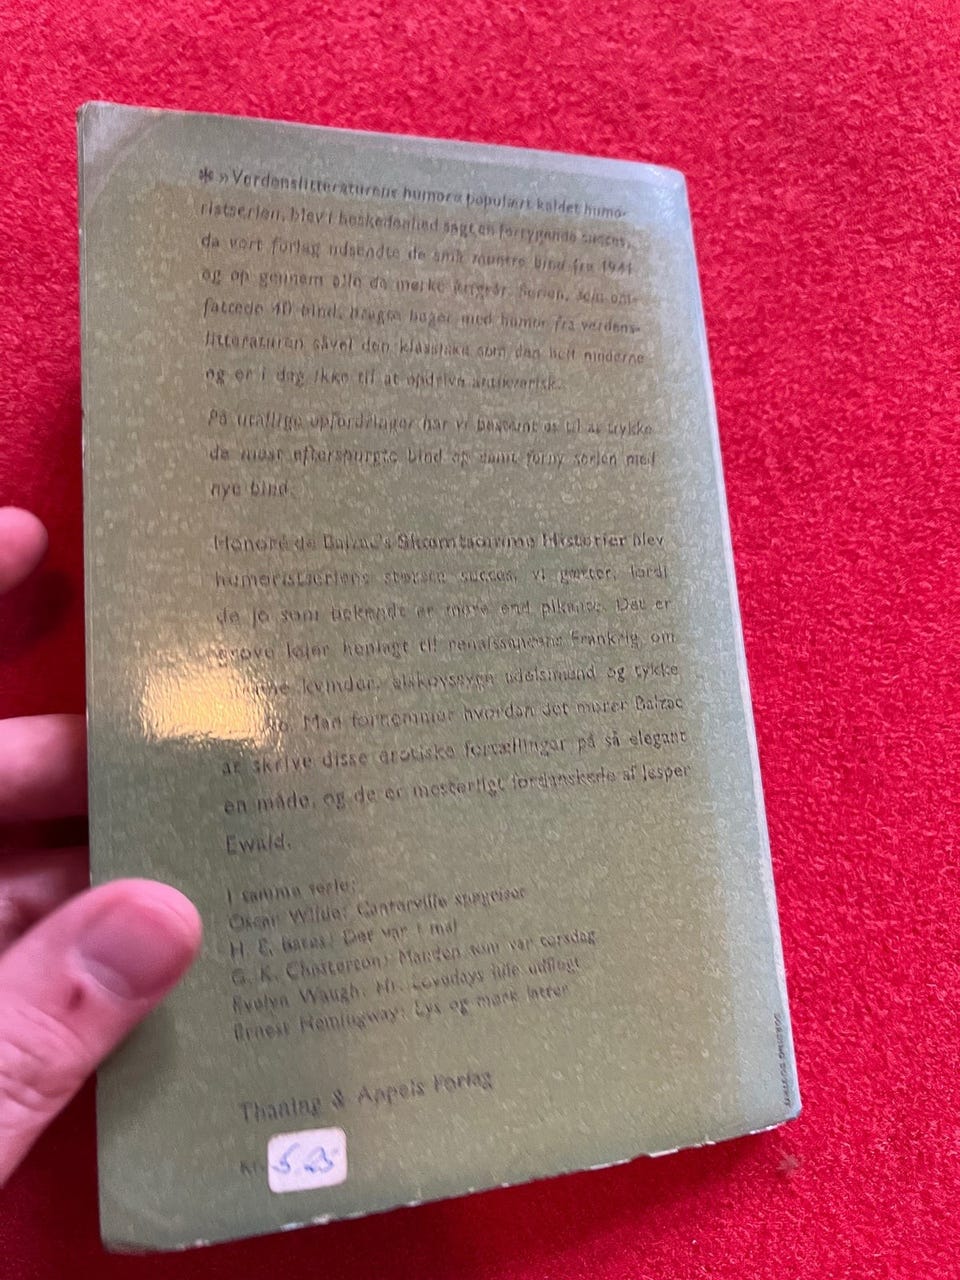 * »Verdenslitteraturens humor« populært kaldet humo-
ristserien, blev i beskedenhed sagt en forrygende succes,
da vort forlag udsendte de små muntre bind fra 1941
og op gennem alle de mørke krigsår. Serien, som om-
fattede 40 bind, bragte bøger med humor fra verdens-
litteraturen såvel den klassiske som den helt moderne
og er i dag ikke til at opdrive antikvarisk.
På utallige opfordringer har vi bestemt os til at trykke
de mest efterspurgte bind op samt forny serien med
nye bind.
Honoré de Balzac's Skæmtsomme Historier blev
humoristseriens største succes, vi gætter, fordi
de jo som bekendt er mere end pikante. Det er
grove løjer henlagt til renaissancens Frankrig, om
kvinder, elskovssyge udelsimænd og tykke
Man fornemmer hvordan det morer Balzac
at skrive disse erotiske fortællinger på så elegant
en måde, og de er mesterligt fordanskede af Jesper
Ewald.
I samme serie:
Oscar Wilde: Canterville spøgelset
H. E. Bates: Det var i maj
G. K. Chesterton: Manden som var torsdag
Evelyn Waugh: Mr. Lovedays lille udflugt
Ernest Hemingway: Lys og mørk latter
Thaning & Appels Forlag
Kr. 5 25